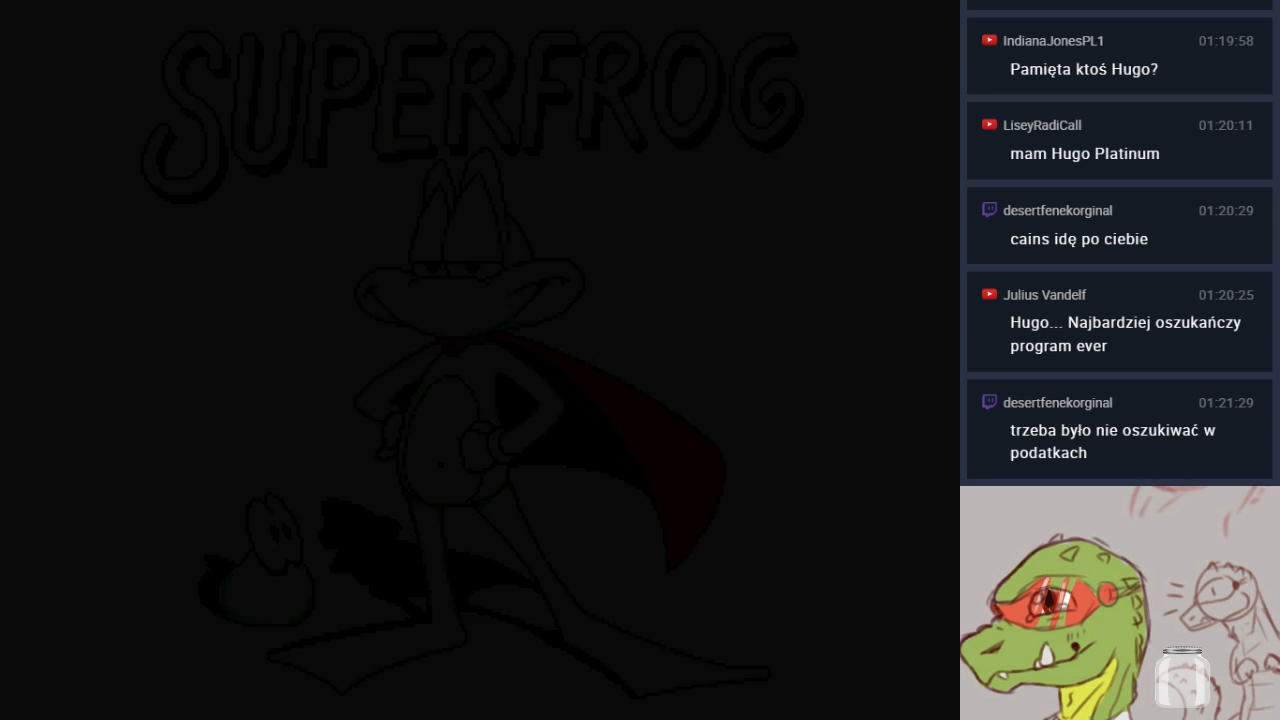 SUPERFROG
IndianaJonesPL1 01:19:58
Pamięta ktoś Hugo?
LiseyRadiCall 01:20:11
mam Hugo Platinum
desertfenekorginal 01:20:29
cains idę po ciebie
Julius Vandelf 01:20:25
Hugo... Najbardziej oszukańczy
program ever
desertfenekorginal 01:21:29
trzeba było nie oszukiwać w
podatkach